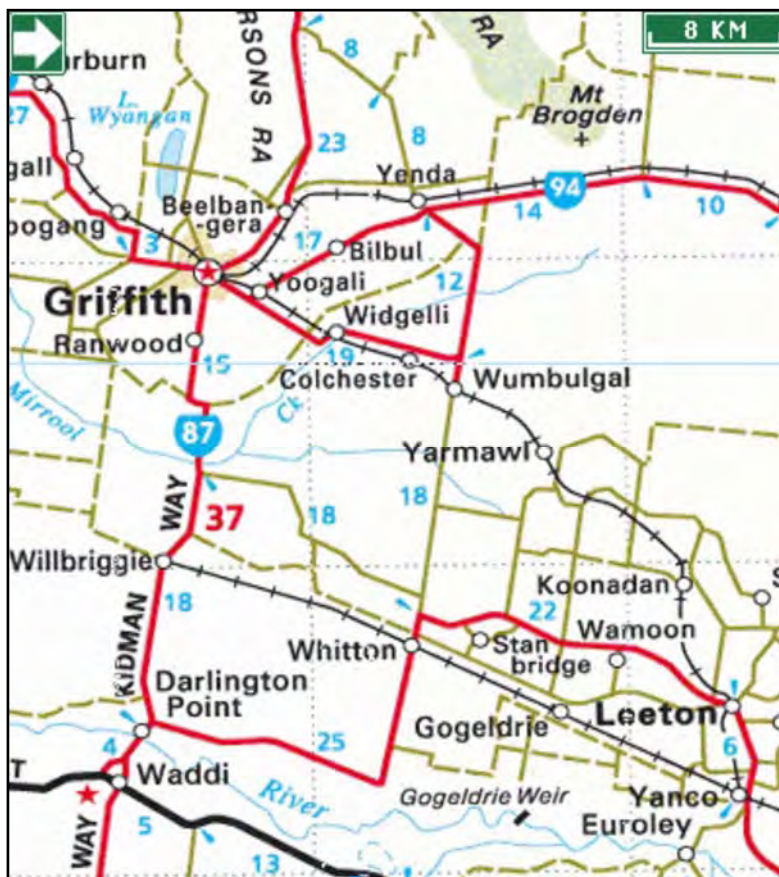 8 KM
urburn
L.
Wyangan
RSONS RA
RA
8
8
Mt
Brogden
27
23
Yenda
94
gall
Beelban
-gera
14
10
oogang
3
17
Bilbul
12
Griffith
Yoogali
Widgelli
Ranwood
15
19
Colchester
Wumbulgal
Mirrool
Ck
87
Yarmawl
18
18
WAY
37
Willbriggie
Koonadan
S
18
22
KIDMAN
Whitton
Stan
bridge
Wamoon
Darlington
Point
Gogeldrie
Leeton
4
25
6
T
Waddi
River
Gogeldrie Weir
Yanco
Euroley
5
WAY
13